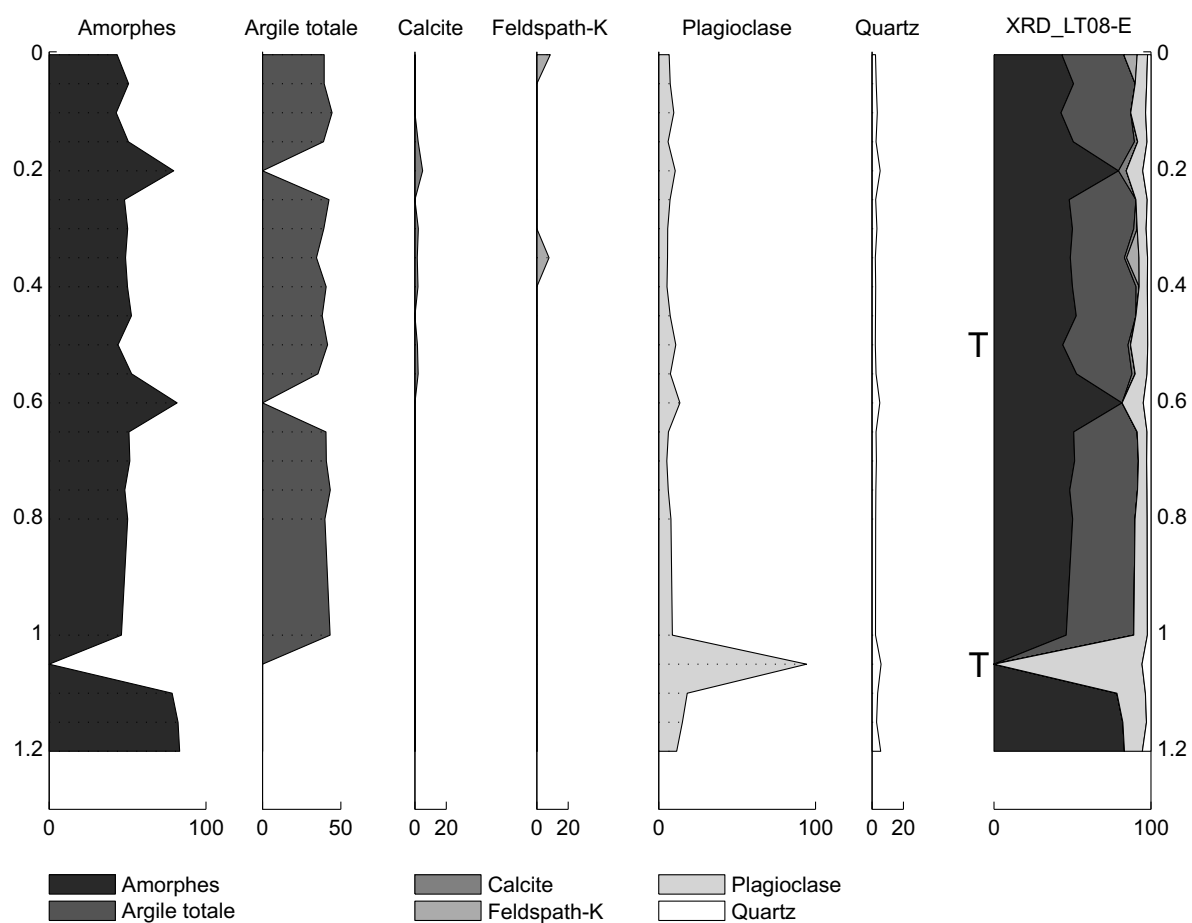 Amorphes Argile totale Calcite Feldspath-K Plagioclase Quartz XRD_LT08-E
0 0
0.2 0.2
0.4 0.4
T
0.6 0.6
0.8 0.8
1 1
T
1.2 1.2
0 100 0 50 0 20 0 20 0 100 0 20 0 100
Amorphes Calcite Plagioclase
Argile totale Feldspath-K Quartz